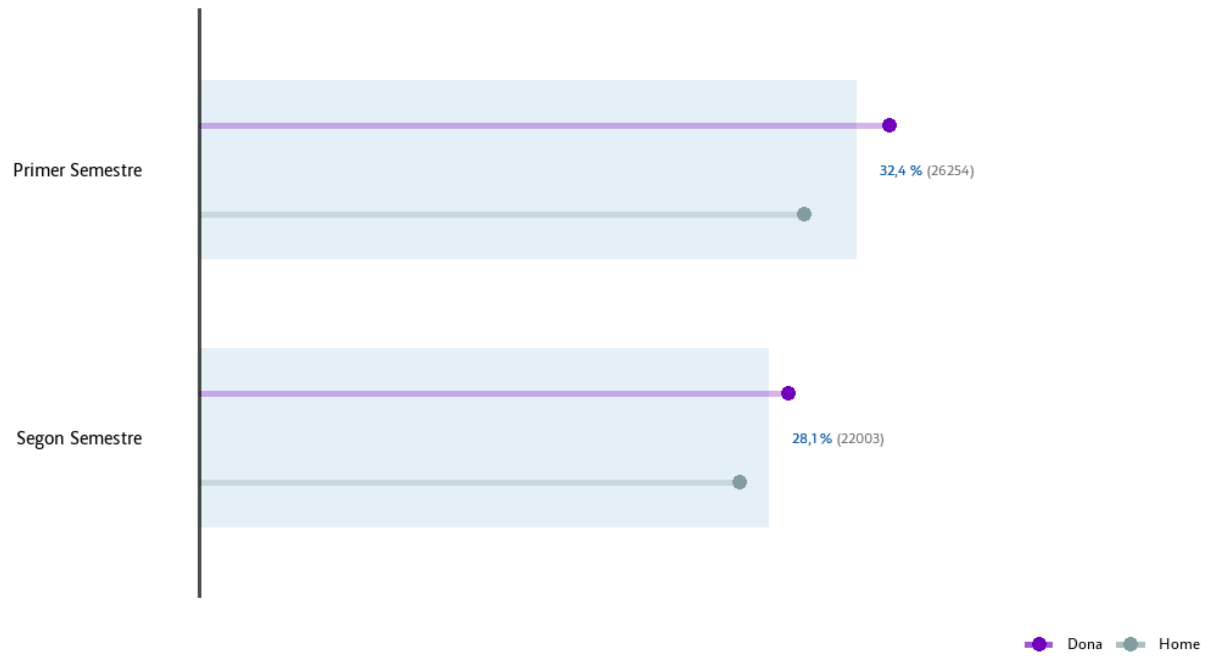 Primer Semestre
32,4 % (26254)
Segon Semestre
28,1 % (22003)
Dona Home